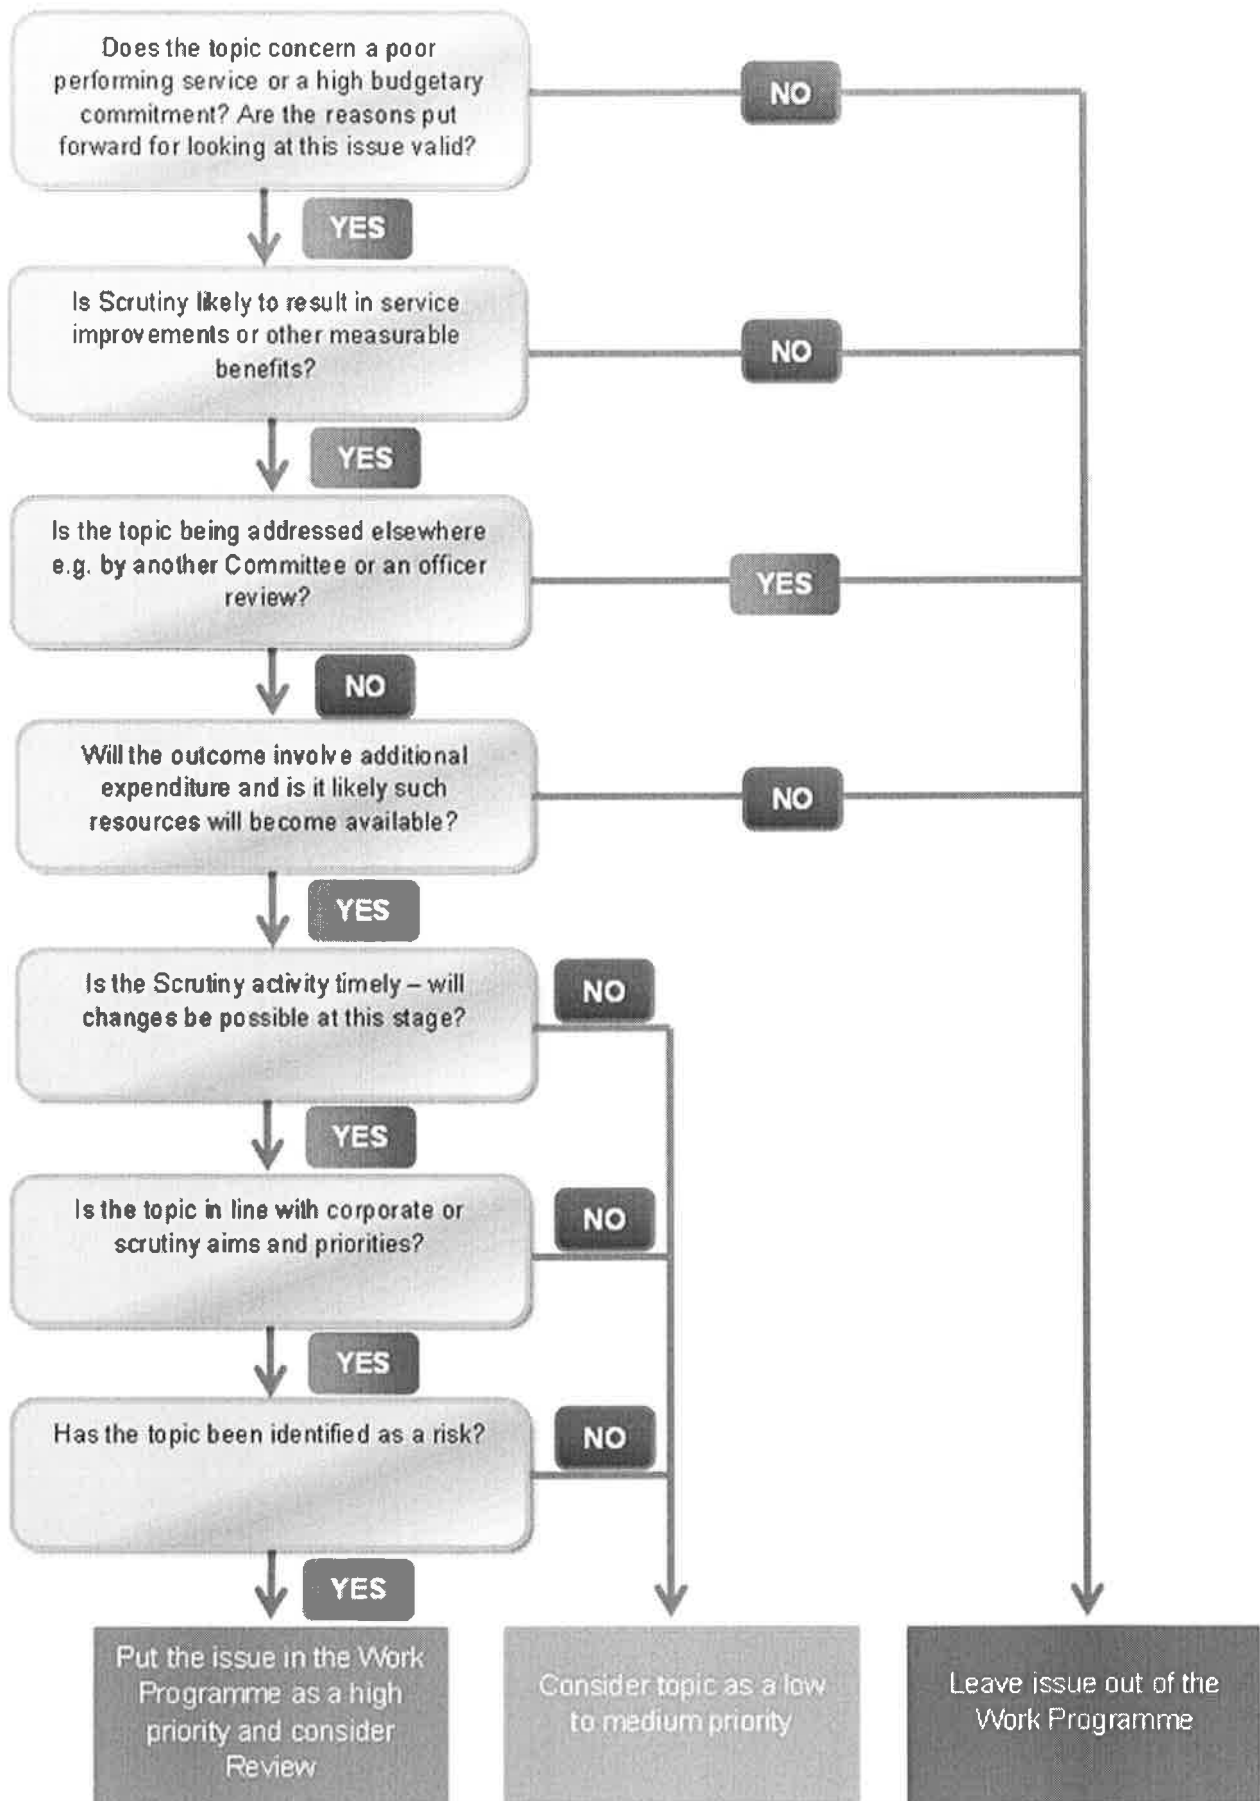 Does the topic concern a poor
performing service or a high budgetary
commitment? Are the reasons put
forward for looking at this issue valid?
NO
YES
Is Scrutiny likely to result in service
improvements or other measurable
benefits?
NO
YES
Is the topic being addressed elsewhere
e.g. by another Committee or an officer
review?
YES
NO
Will the outcome involve additional
expenditure and is it likely such
resources will become available?
NO
YES
Is the Scrutiny activity timely – will
changes be possible at this stage?
NO
YES
Is the topic in line with corporate or
scrutiny aims and priorities?
NO
YES
Has the topic been identified as a risk?
NO
YES
Put the issue in the Work
Programme as a high
priority and consider
Review
Consider topic as a low
to medium priority
Leave issue out of the
Work Programme